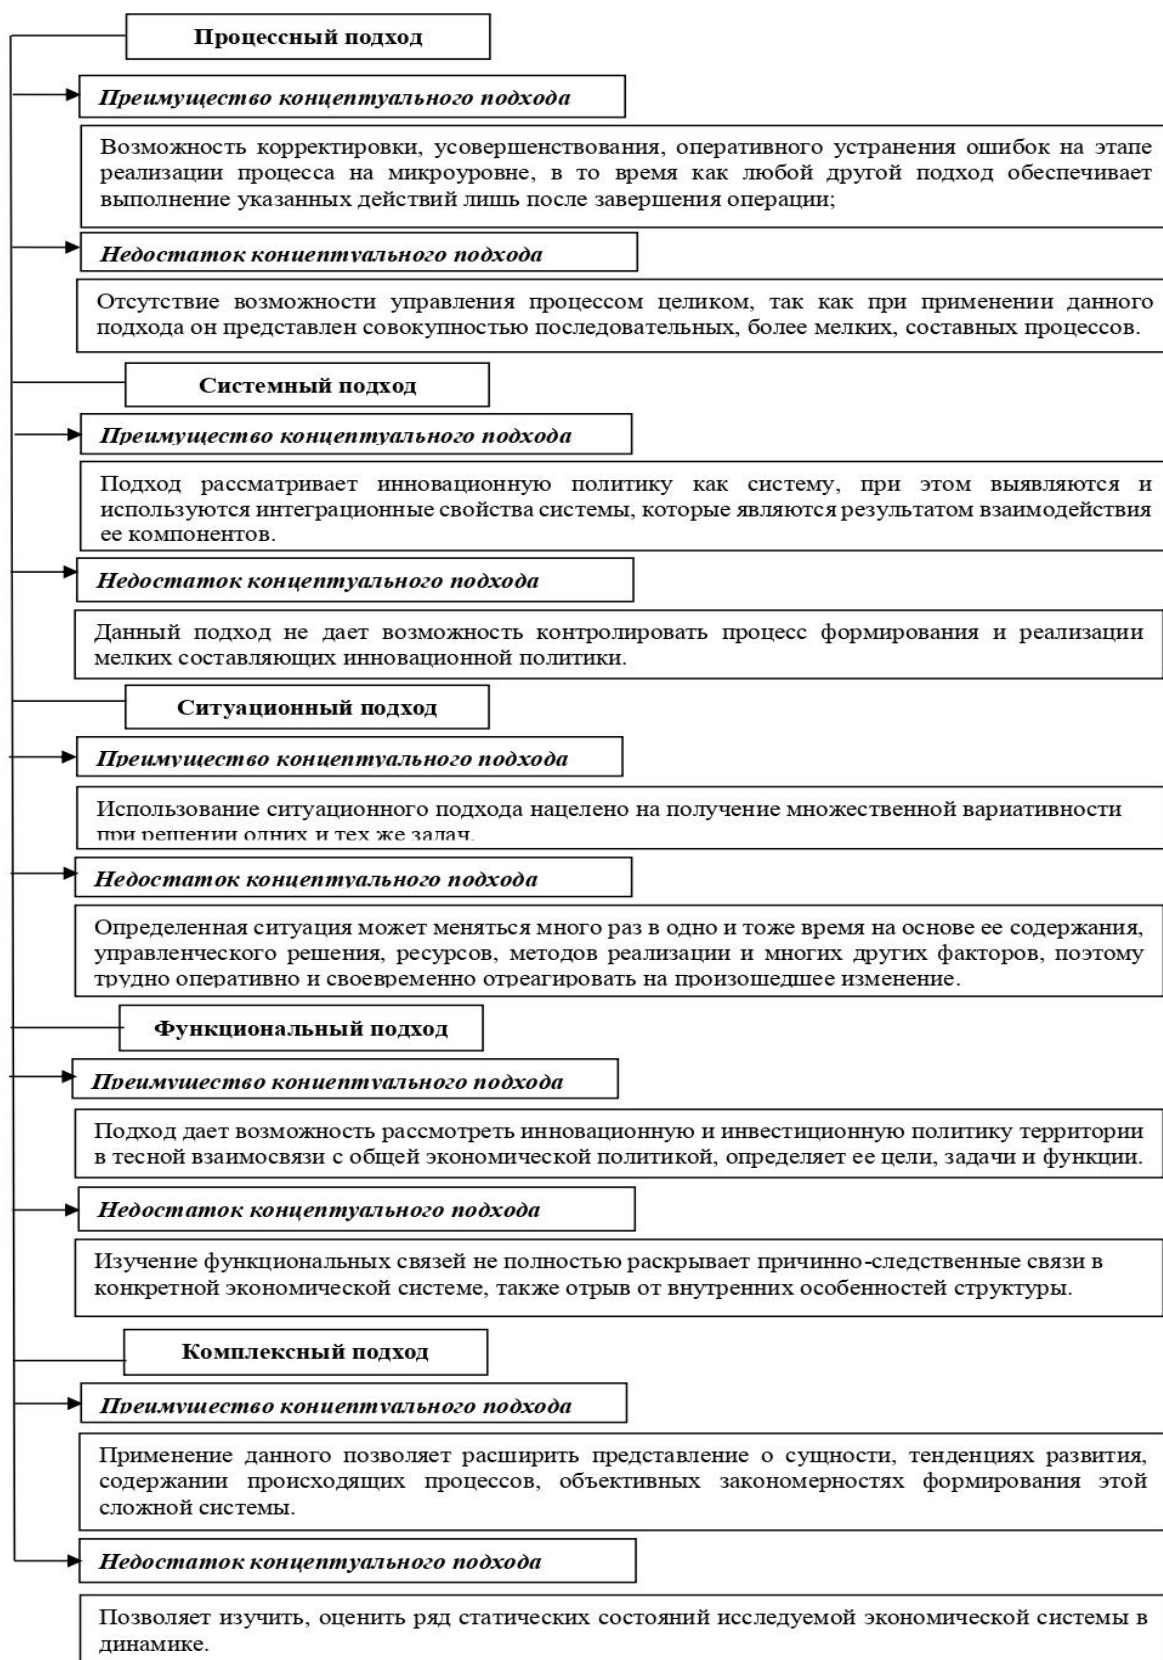 Процессный подход
Преимущество концептуального подхода
Возможность корректировки, усовершенствования, оперативного устранения ошибок на этапе
реализации процесса на микроуровне, в то время как любой другой подход обеспечивает
выполнение указанных действий лишь после завершения операции;
Недостаток концептуального подхода
Отсутствие возможности управления процессом целиком, так как при применении данного
подхода он представлен совокупностью последовательных, более мелких, составных процессов.
Системный подход
Преимущество концептуального подхода
Подход рассматривает инновационную политику как систему, при этом выявляются и
используются интеграционные свойства системы, которые являются результатом взаимодействия
ее компонентов.
Недостаток концептуального подхода
Данный подход не дает возможность контролировать процесс формирования и реализации
мелких составляющих инновационной политики.
Ситуационный подход
Преимущество концептуального подхода
Использование ситуационного подхода нацелено на получение множественной вариативности
при решении одних и тех же задач.
Недостаток концептуального подхода
Определенная ситуация может меняться много раз в одно и тоже время на основе ее содержания,
управленческого решения, ресурсов, методов реализации и многих других факторов, поэтому
трудно оперативно и своевременно отреагировать на произошедшее изменение.
Функциональный подход
Преимущество концептуального подхода
Подход дает возможность рассмотреть инновационную и инвестиционную политику территории
в тесной взаимосвязи с общей экономической политикой, определяет ее цели, задачи и функции.
Недостаток концептуального подхода
Изучение функциональных связей не полностью раскрывает причинно-следственные связи в
конкретной экономической системе, также отрыв от внутренних особенностей структуры.
Комплексный подход
Преимущество концептуального подхода
Применение данного позволяет расширить представление о сущности, тенденциях развития,
содержании происходящих процессов, объективных закономерностях формирования этой
сложной системы.
Недостаток концептуального подхода
Позволяет изучить, оценить ряд статических состояний исследуемой экономической системы в
динамике.